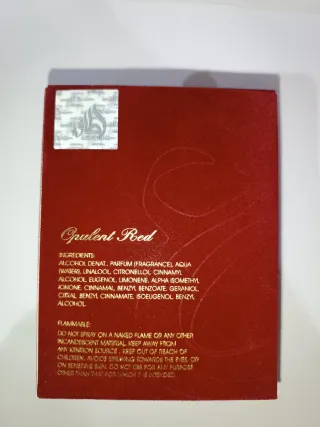 Opulent Red
INGREDIENTS:
ALCOHOL DENAT., PARFUM (FRAGRANCE), AQUA
(WATER), LINALOOL, CITRONELLOL, CINNAMYL
ALCOHOL, EUGENOL, LIMONENE, ALPHA ISOMETHYL
IONONE, CINNAMAL, BENZYL BENZOATE, GERANIOL,
CITRAL, BENZYL CINNAMATE, ISOEUGENOL, BENZYL
ALCOHOL.
FLAMMABLE:
DO NOT SPRAY ON A NAKED FLAME OR ANY OTHER
INCANDESCENT MATERIAL. KEEP AWAY FROM
ANY IGNITION SOURCE. KEEP OUT OF REACH OF
CHILDREN. AVOID SPRAYING TOWARDS THE EYES, OR
ON SENSITIVE SKIN. DO NOT USE FOR ANY PURPOSE
OTHER THAN THAT FOR WHICH IT IS INTENDED.